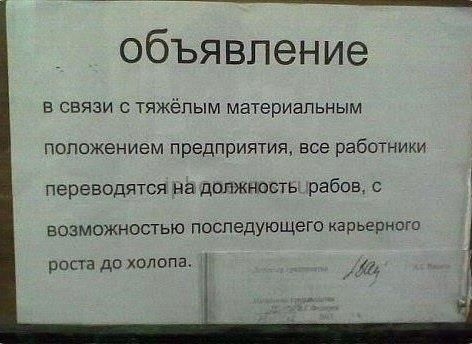 объявление
в связи с тяжёлым материальным
положением предприятия, все работники
переводятся на должность рабов, с
возможностью последующего карьерного
роста до холопа.